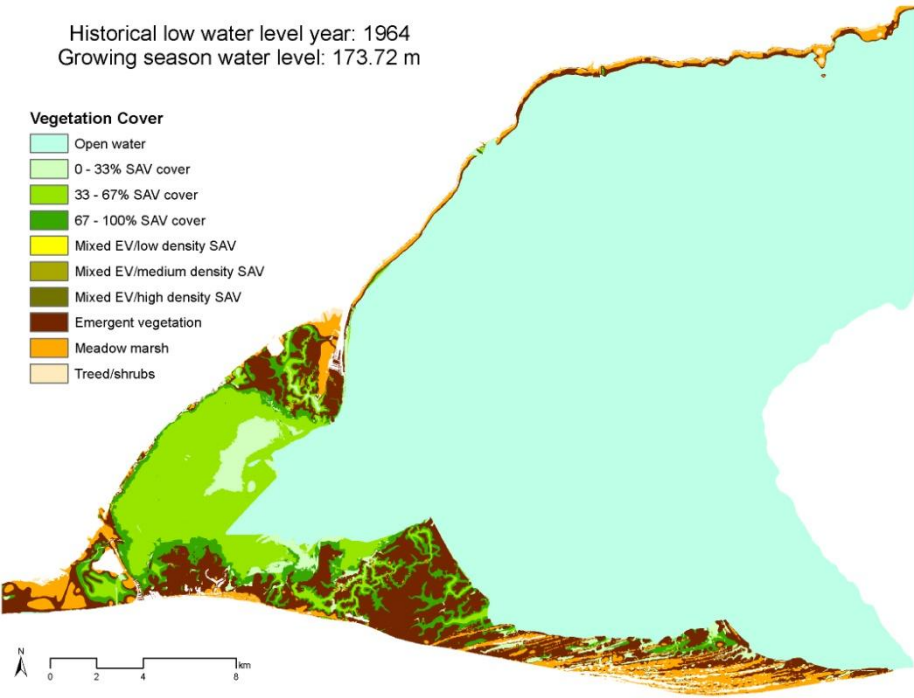 Historical low water level year: 1964
Growing season water level: 173.72 m
Vegetation Cover
Open water
0 - 33% SAV cover
33 - 67% SAV cover
67 - 100% SAV cover
Mixed EV/low density SAV
Mixed EV/medium density SAV
Mixed EV/high density SAV
Emergent vegetation
Meadow marsh
Treed/shrubs
N
km
0 2 4 8